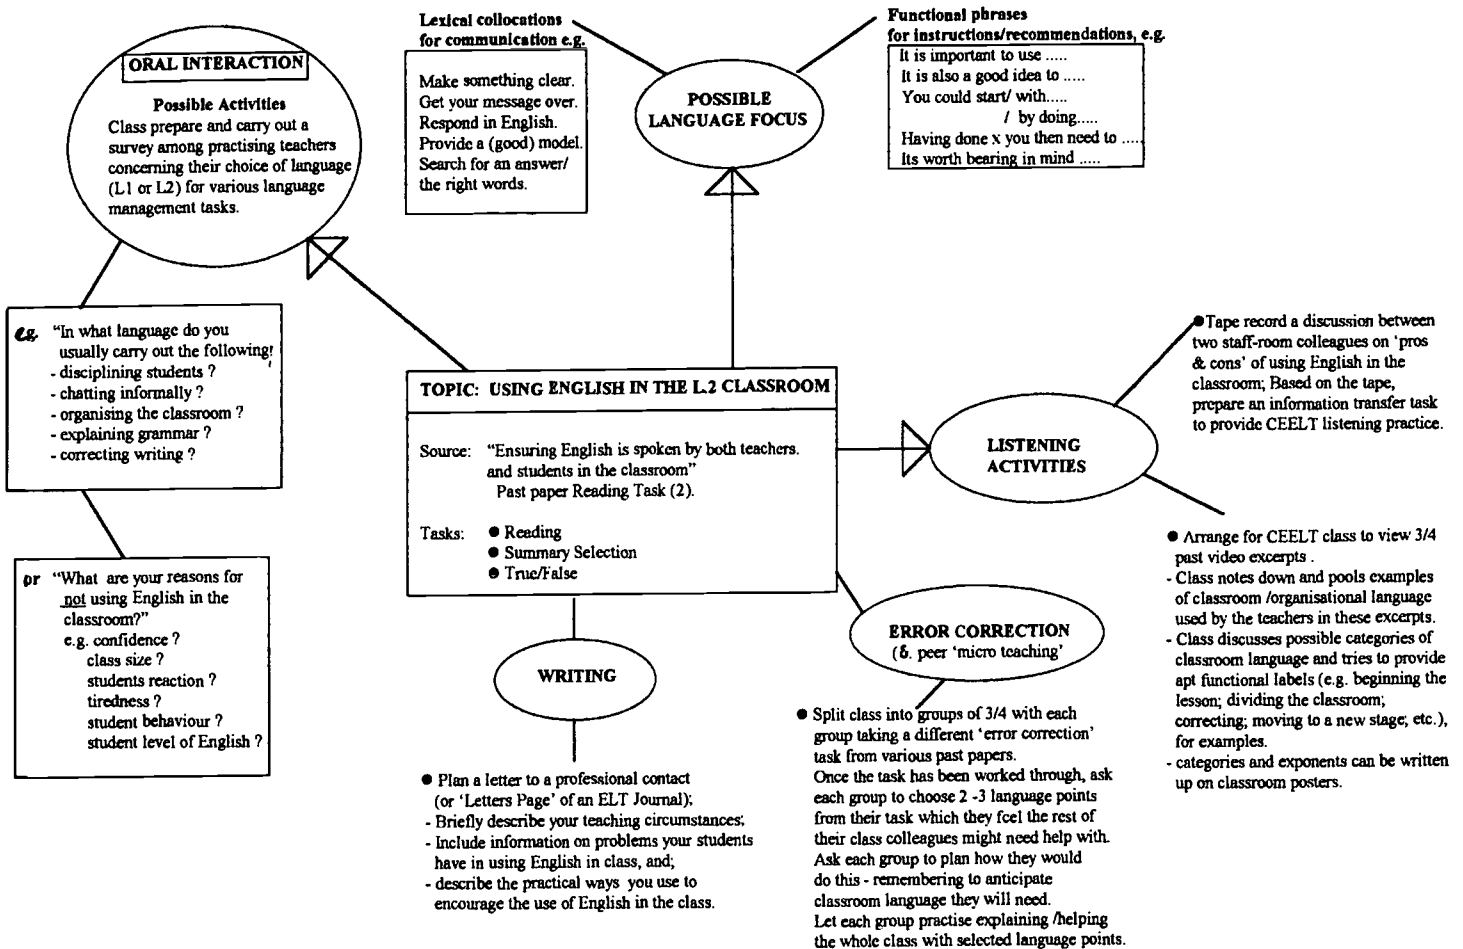 ORAL INTERACTION
Possible Activities
Class prepare and carry out a
survey among practising teachers
concerning their choice of language
(L1 or L2) for various language
management tasks.
eg. “In what language do you
usually carry out the following!
- disciplining students ?
- chatting informally ?
- organising the classroom ?
- explaining grammar ?
- correcting writing ?
or “What are your reasons for
not using English in the
classroom?”
e.g. confidence ?
class size ?
students reaction ?
tiredness ?
student behaviour ?
student level of English ?
Lexical collocations
for communication e.g.
Make something clear.
Get your message over.
Respond in English.
Provide a (good) model.
Search for an answer/
the right words.
POSSIBLE
LANGUAGE FOCUS
Functional phrases
for instructions/recommendations, e.g.
It is important to use .....
It is also a good idea to .....
You could start/ with.....
/ by doing.....
Having done x you then need to .....
Its worth bearing in mind .....
TOPIC: USING ENGLISH IN THE L.2 CLASSROOM
Source: “Ensuring English is spoken by both teachers.
and students in the classroom”
Past paper Reading Task (2).
Tasks: ● Reading
● Summary Selection
● True/False
LISTENING
ACTIVITIES
●Tape record a discussion between
two staff-room colleagues on ‘pros
& cons’ of using English in the
classroom; Based on the tape,
prepare an information transfer task
to provide CEELT listening practice.
● Arrange for CEELT class to view 3/4
past video excerpts .
- Class notes down and pools examples
of classroom /organisational language
used by the teachers in these excerpts.
- Class discusses possible categories of
classroom language and tries to provide
apt functional labels (e.g. beginning the
lesson; dividing the classroom;
correcting; moving to a new stage; etc.),
for examples.
- categories and exponents can be written
up on classroom posters.
WRITING
● Plan a letter to a professional contact
(or ‘Letters Page’ of an ELT Journal);
- Briefly describe your teaching circumstances;
- Include information on problems your students
have in using English in class, and;
- describe the practical ways you use to
encourage the use of English in the class.
ERROR CORRECTION
(&. peer ‘micro teaching’
● Split class into groups of 3/4 with each
group taking a different ‘error correction’
task from various past papers.
Once the task has been worked through, ask
each group to choose 2 -3 language points
from their task which they feel the rest of
their class colleagues might need help with.
Ask each group to plan how they would
do this - remembering to anticipate
classroom language they will need.
Let each group practise explaining /helping
the whole class with selected language points.